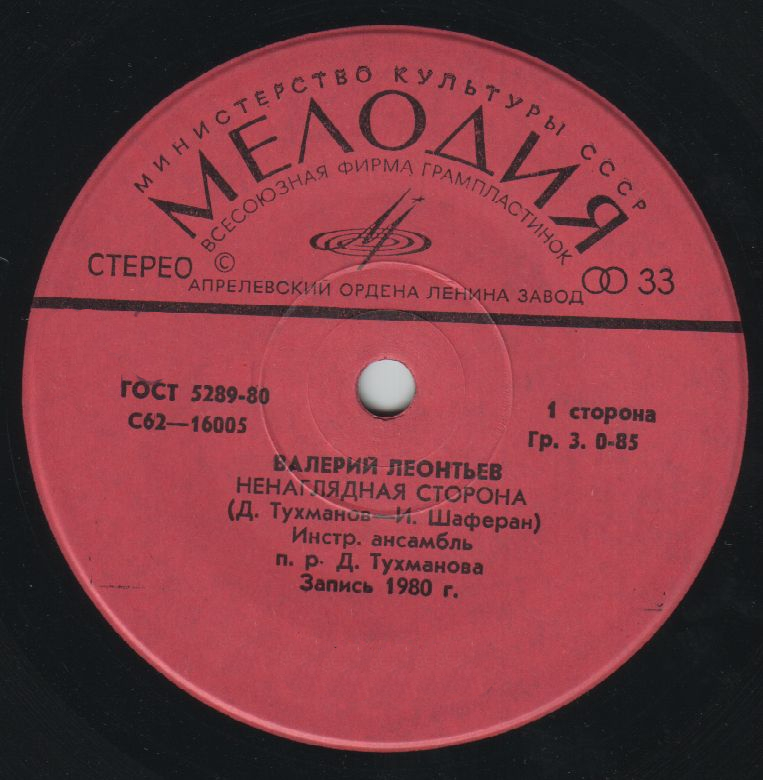 МИНИСТЕРСТВО КУЛЬТУРЫ СССР
МЕЛОДИЯ
ВСЕСОЮЗНАЯ ФИРМА ГРАМПЛАСТИНОК
СТЕРЕО ©
33
АПРЕЛЕВСКИЙ ОРДЕНА ЛЕНИНА ЗАВОД
ГОСТ 5289-80
С62—16005
1 сторона
Гр. 3. 0-85
ВАЛЕРИЙ ЛЕОНТЬЕВ
НЕНАГЛЯДНАЯ СТОРОНА
(Д. Тухманов—И. Шаферан)
Инстр. ансамбль
п. р. Д. Тухманова
Запись 1980 г.